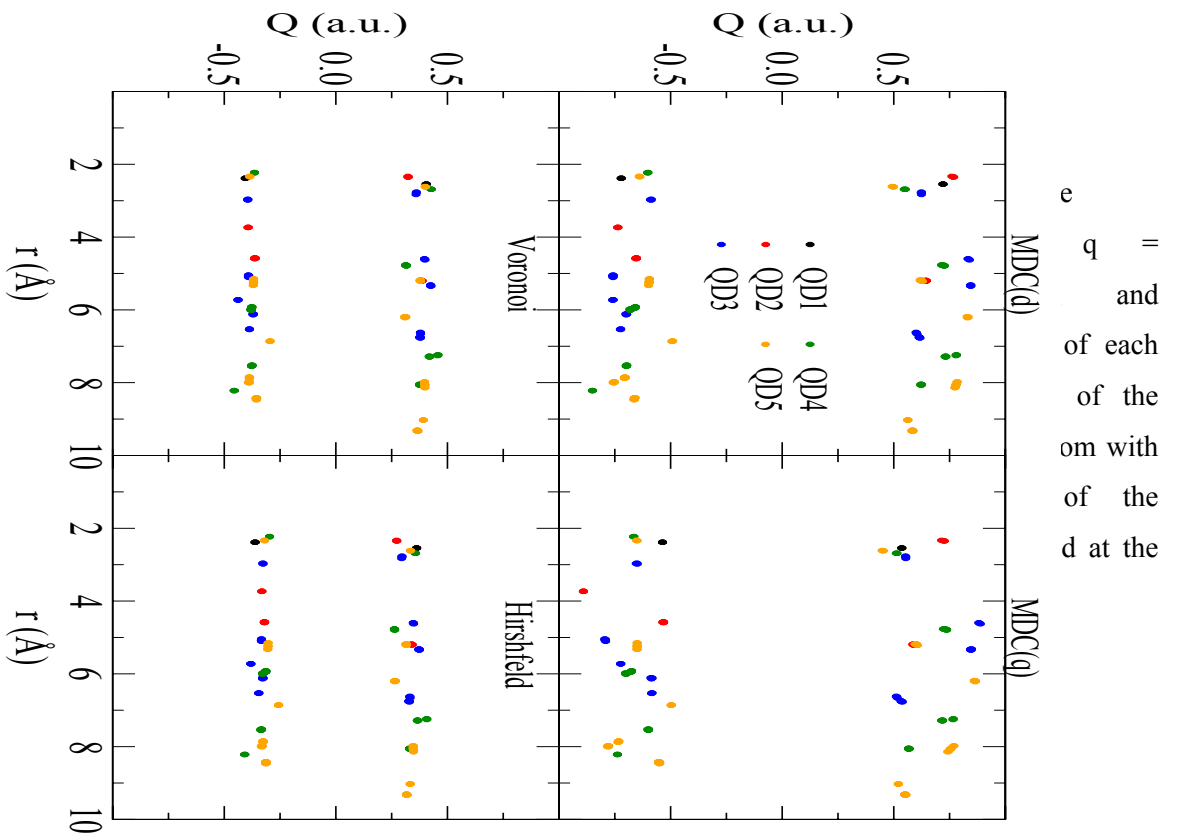 MDC(d)
MDC(q)
Q (a.u.)
0.5
0.0
-0.5
QD1 QD4
QD2 QD5
QD3
Voronoi
Hirshfeld
Q (a.u.)
0.5
0.0
-0.5
2 4 6 8 10 2 4 6 8 10
r (Å)
r (Å)
e
q =
and
of each
of the
om with
of the
d at the